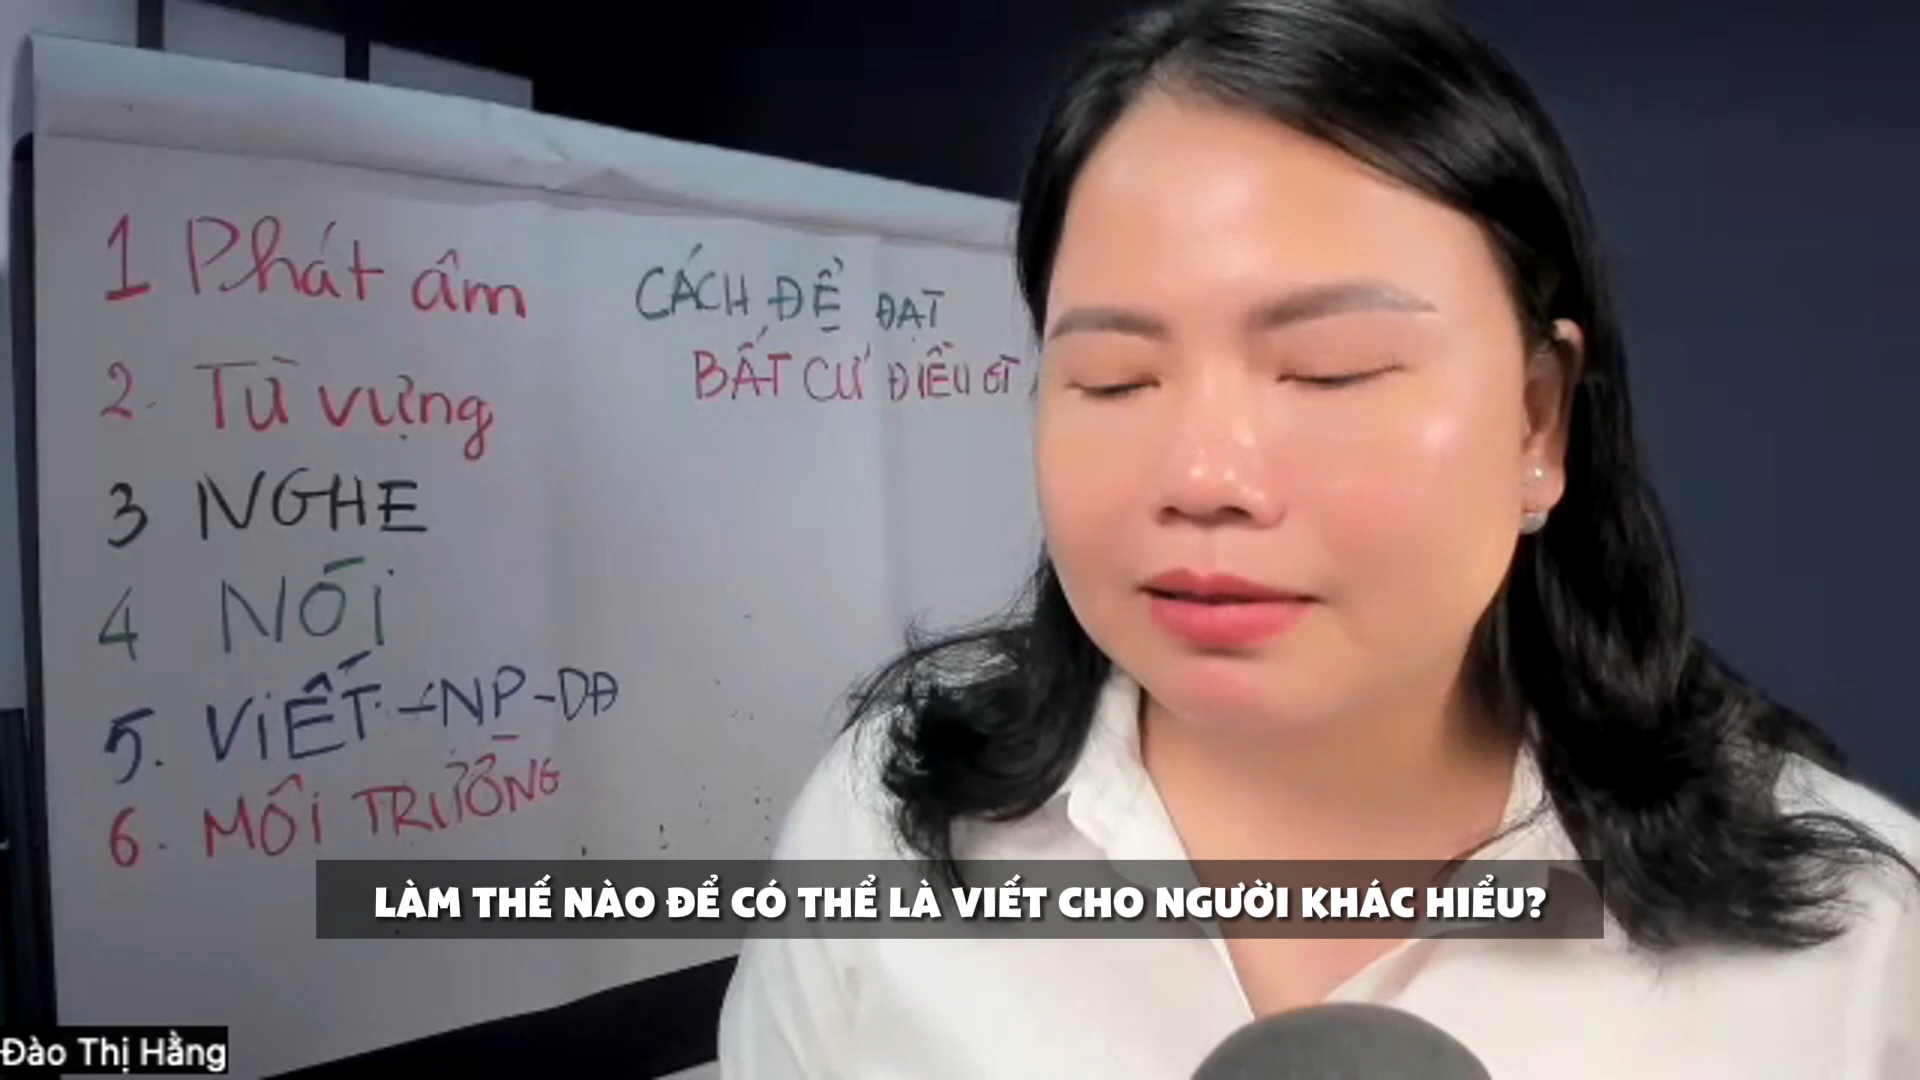 1 Phát âm
2. Từ vựng
3 NGHE
4 NÓI
5. VIẾT-NP-DĐ
6. MÔI TRƯỜNG
CÁCH ĐỂ ĐẠT
BẤT CỨ ĐIỀU GÌ
LÀM THẾ NÀO ĐỂ CÓ THỂ LÀ VIẾT CHO NGƯỜI KHÁC HIỂU?
Đào Thị Hằng